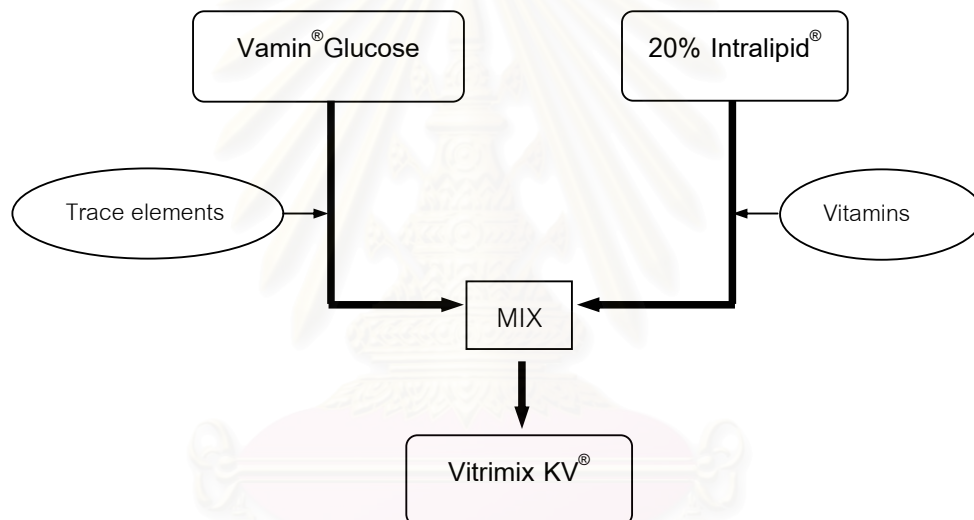 Vamin®Glucose
20% Intralipid®
Trace elements
Vitamins
MIX
Vitrimix KV®